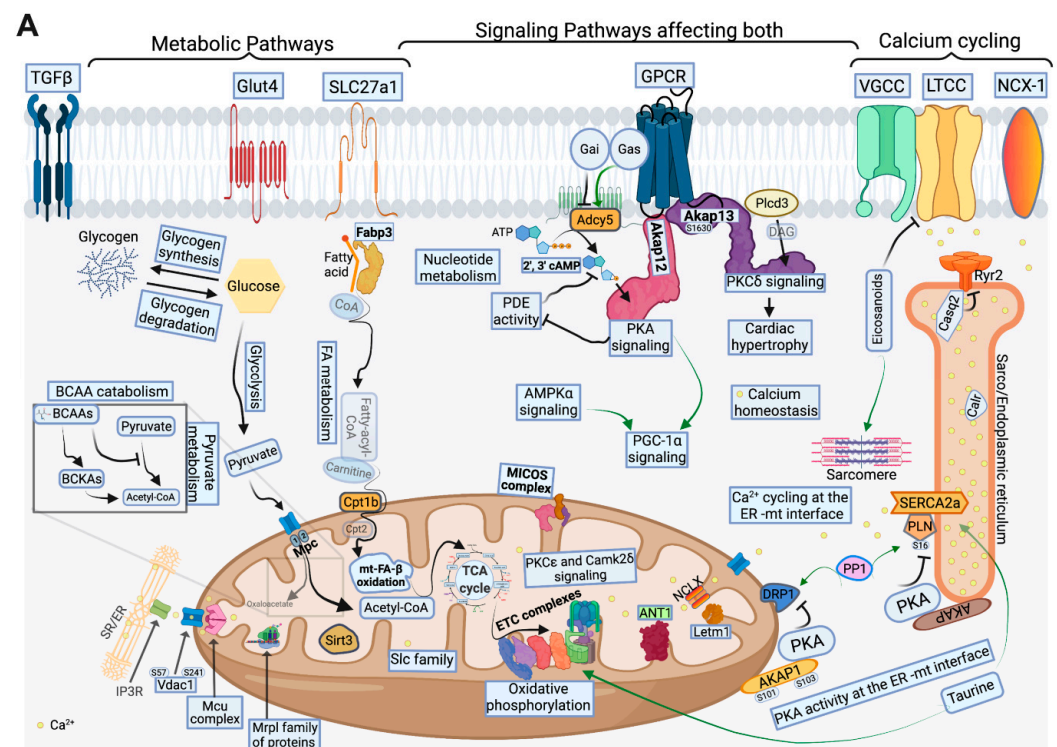 A
Metabolic Pathways
Signaling Pathways affecting both
Calcium cycling
TGFβ
Glut4
SLC27a1
GPCR
VGCC
LTCC
NCX-1
Gai
Gas
Adcy5
Akap13
S1630
Plcd3
DAG
ATP
2', 3' cAMP
Akap12
Nucleotide
metabolism
PDE
activity
PKA
signaling
PKCδ signaling
Cardiac
hypertrophy
Glycogen
Glycogen
synthesis
Glucose
Glycogen
degradation
Fabp3
Fatty
acid
CoA
FA metabolism
Fatty-acyl-
CoA
Carnitine
Cpt1b
Cpt2
Glycolysis
BCAA catabolism
BCAAs
Pyruvate
BCKAs
Acetyl-CoA
Pyruvate
metabolism
Pyruvate
AMPKα
signaling
PGC-1α
signaling
Calcium
homeostasis
Eicosanoids
Ryr2
Casq2
Calr
Sarco/Endoplasmic reticulum
Sarcomere
MICOS
complex
Ca²⁺ cycling at the
ER -mt interface
SERCA2a
PLN
S16
PP1
PKA
AKAP
1 2
Mpc
mt-FA-β
oxidation
TCA
cycle
PKCε and Camk2δ
signaling
Oxaloacetate
Acetyl-CoA
ETC complexes
ANT1
NCLX
Letm1
DRP1
PKA
AKAP1
S101
S103
Sirt3
Slc family
Oxidative
phosphorylation
SR/ER
IP3R
S57
S241
Vdac1
Mcu
complex
Mrpl family
of proteins
PKA activity at the ER -mt interface
Taurine
Ca²⁺